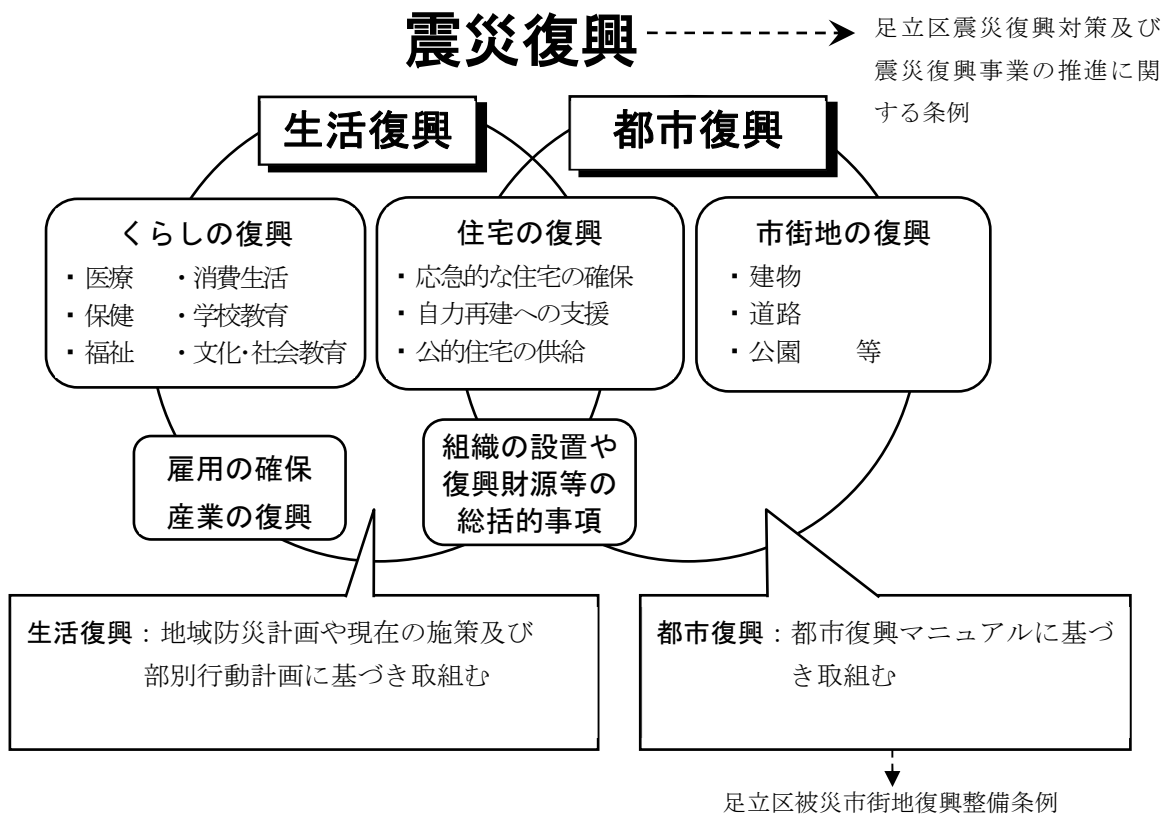 震災復興
足立区震災復興対策及び
震災復興事業の推進に関
する条例
生活復興
都市復興
くらしの復興
・医療 ・消費生活
・保健 ・学校教育
・福祉 ・文化・社会教育
住宅の復興
・応急的な住宅の確保
・自力再建への支援
・公的住宅の供給
市街地の復興
・建物
・道路
・公園 等
雇用の確保
産業の復興
組織の設置や
復興財源等の
総括的事項
生活復興：地域防災計画や現在の施策及び
部別行動計画に基づき取組む
都市復興：都市復興マニュアルに基づ
き取組む
足立区被災市街地復興整備条例